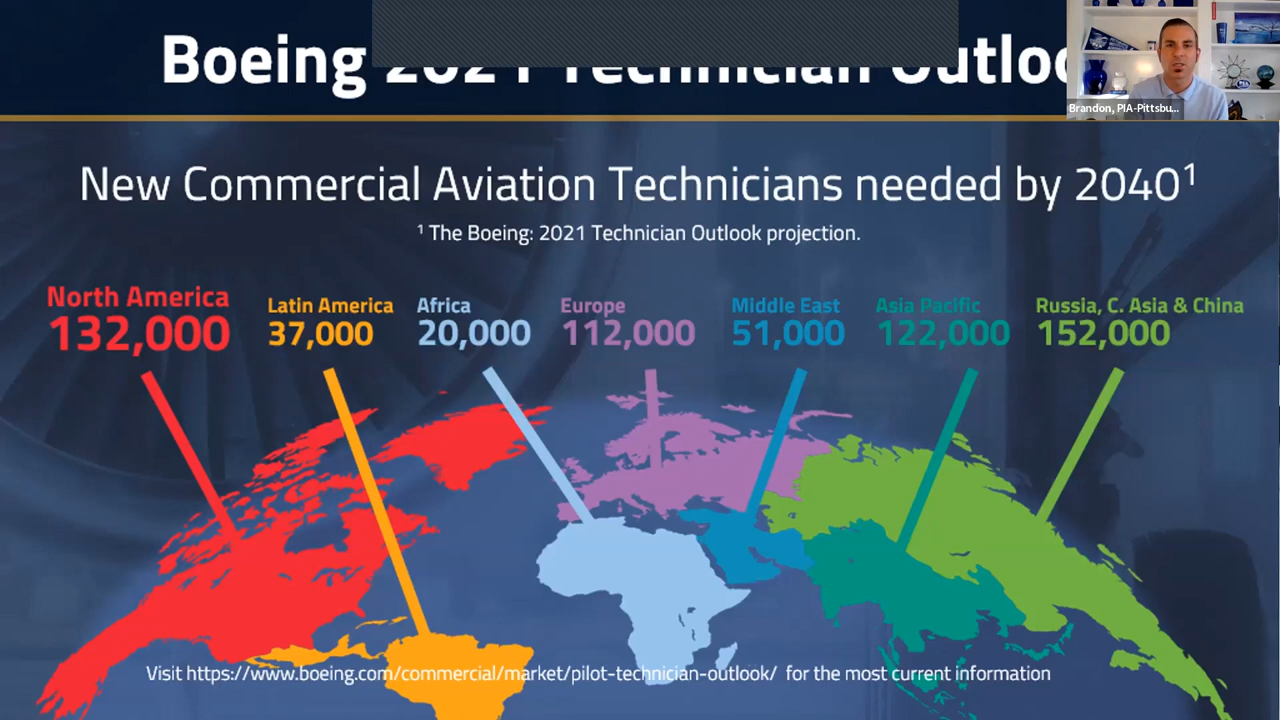 Boeing 2021 Technician Outloo
Brandon, PIA-Pittsbu...
New Commercial Aviation Technicians needed by 2040¹
¹ The Boeing: 2021 Technician Outlook projection.
North America
132,000
Latin America
37,000
Africa
20,000
Europe
112,000
Middle East
51,000
Asia Pacific
122,000
Russia, C. Asia & China
152,000
Visit https://www.boeing.com/commercial/market/pilot-technician-outlook/ for the most current information